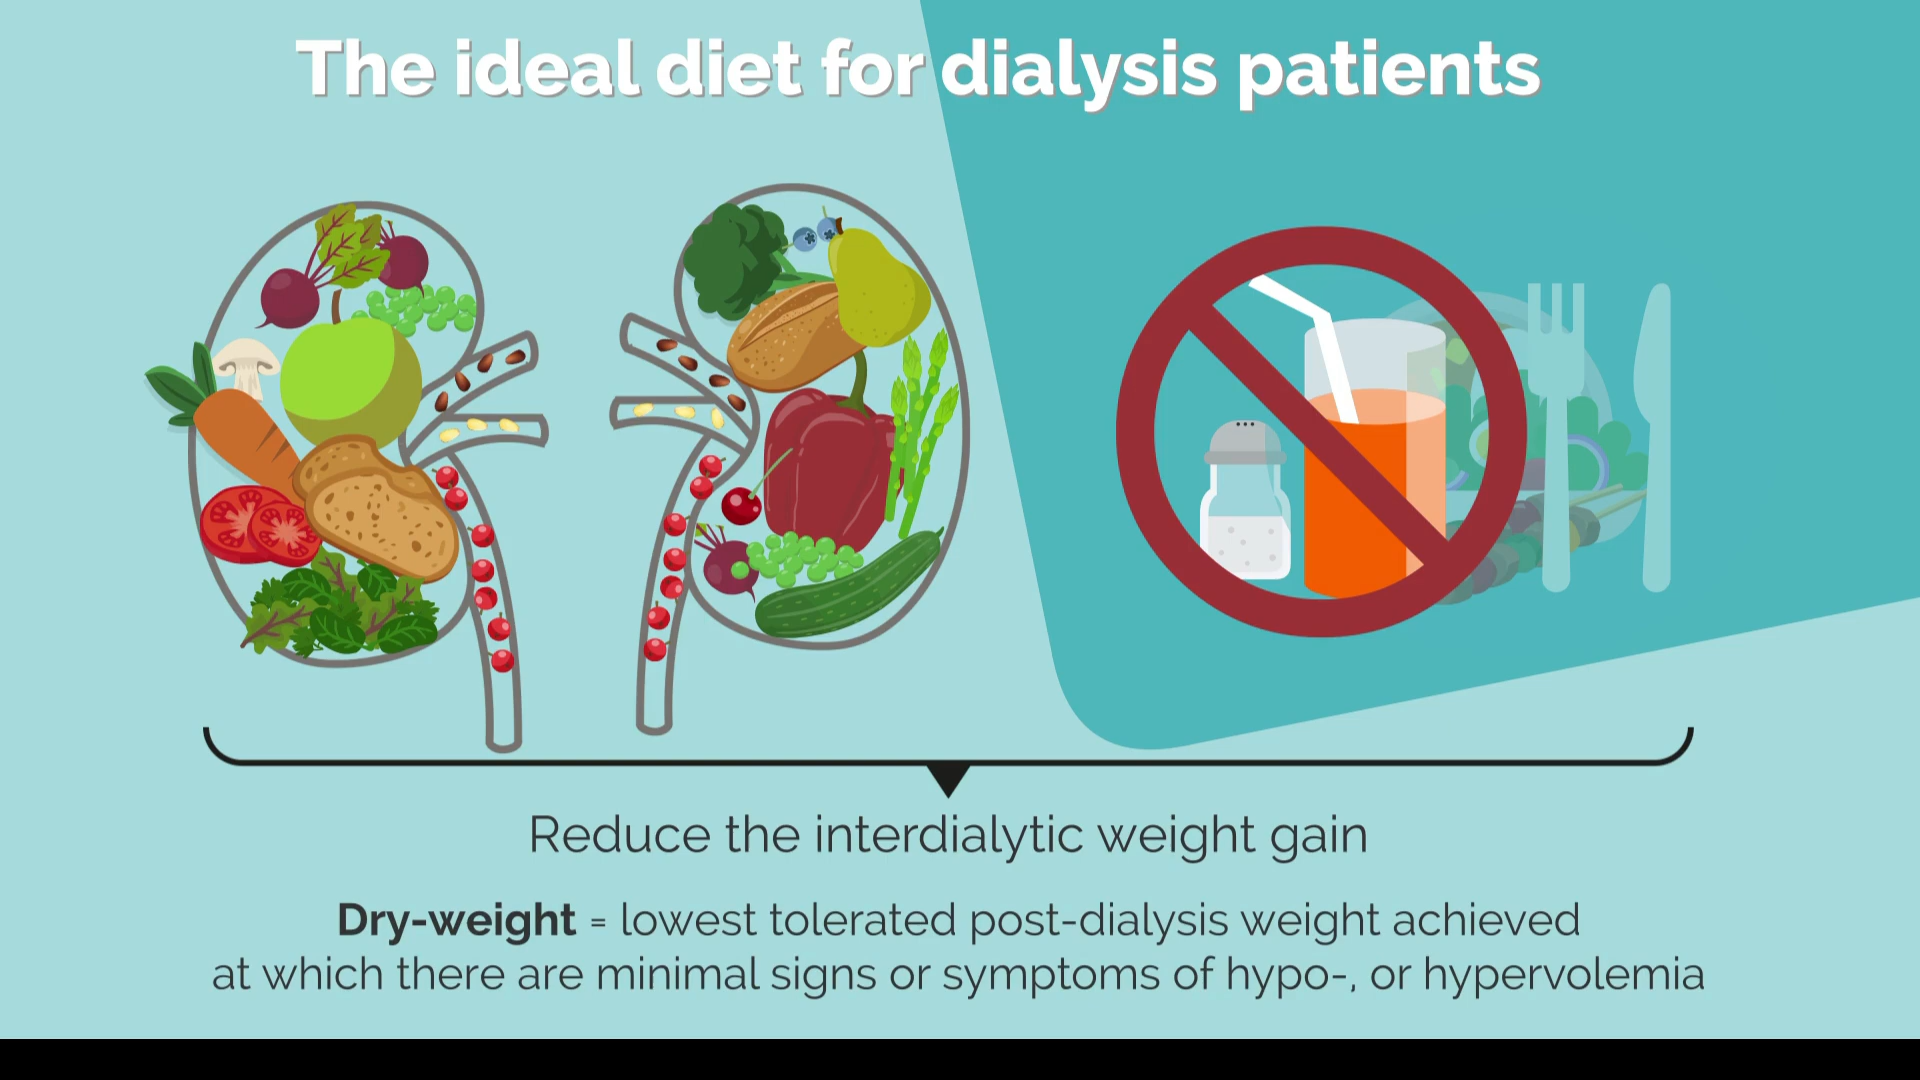 The ideal diet for dialysis patients
Reduce the interdialytic weight gain
Dry-weight = lowest tolerated post-dialysis weight achieved
at which there are minimal signs or symptoms of hypo-, or hypervolemia